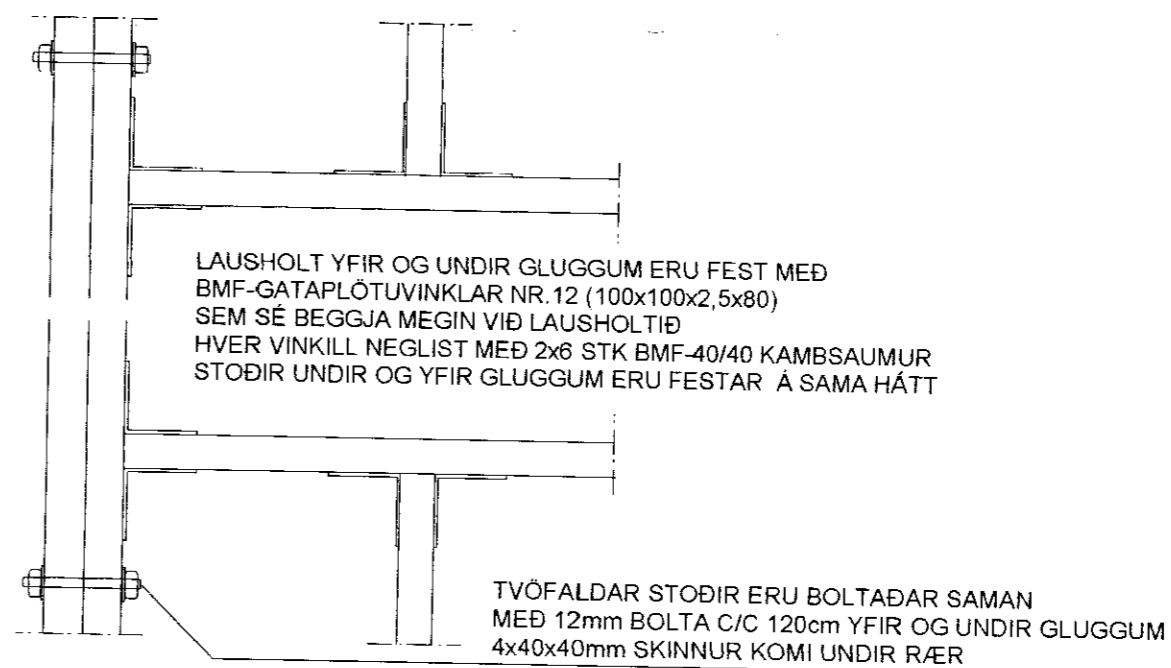 LAUSHOLT YFIR OG UNDIR GLUGGUM ERU FEST MEÐ
BMF-GATAPLÖTUVINKLAR NR.12 (100x100x2,5x80)
SEM SÉ BEGGJA MEGIN VIÐ LAUSHOLTIÐ
HVER VINKILL NEGLIST MEÐ 2x6 STK BMF-40/40 KAMBSAUMUR
STOÐIR UNDIR OG YFIR GLUGGUM ERU FESTAR Á SAMA HÁTT
TVÖFALDAR STOÐIR ERU BOLTAÐAR SAMAN
MEÐ 12mm BOLTA C/C 120cm YFIR OG UNDIR GLUGGUM
4x40x40mm SKINNUR KOMI UNDIR RÆR